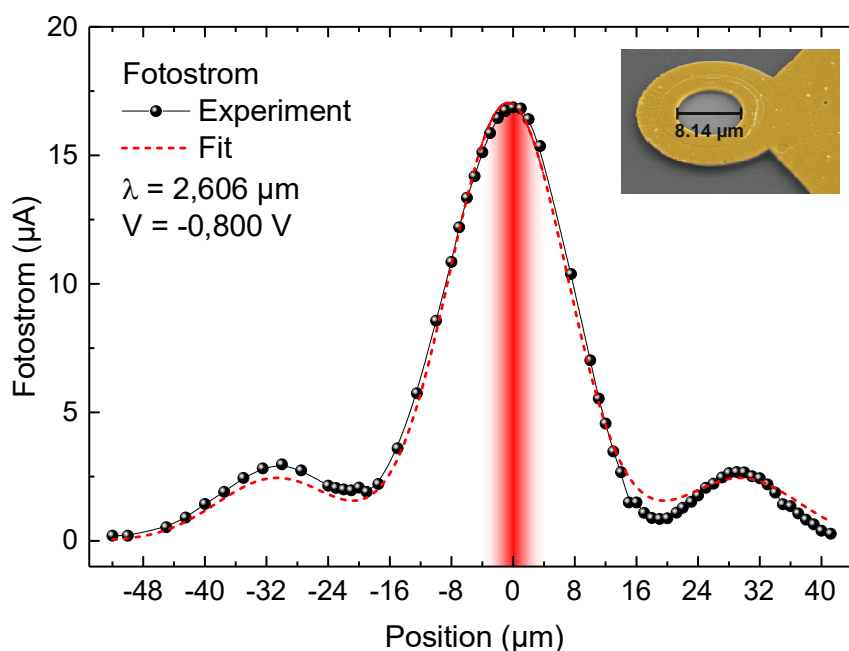 Fotostrom (µA)
20
15
10
5
0
Fotostrom
Experiment
Fit
λ = 2,606 µm
V = -0,800 V
8.14 µm
-48 -40 -32 -24 -16 -8 0 8 16 24 32 40
Position (µm)